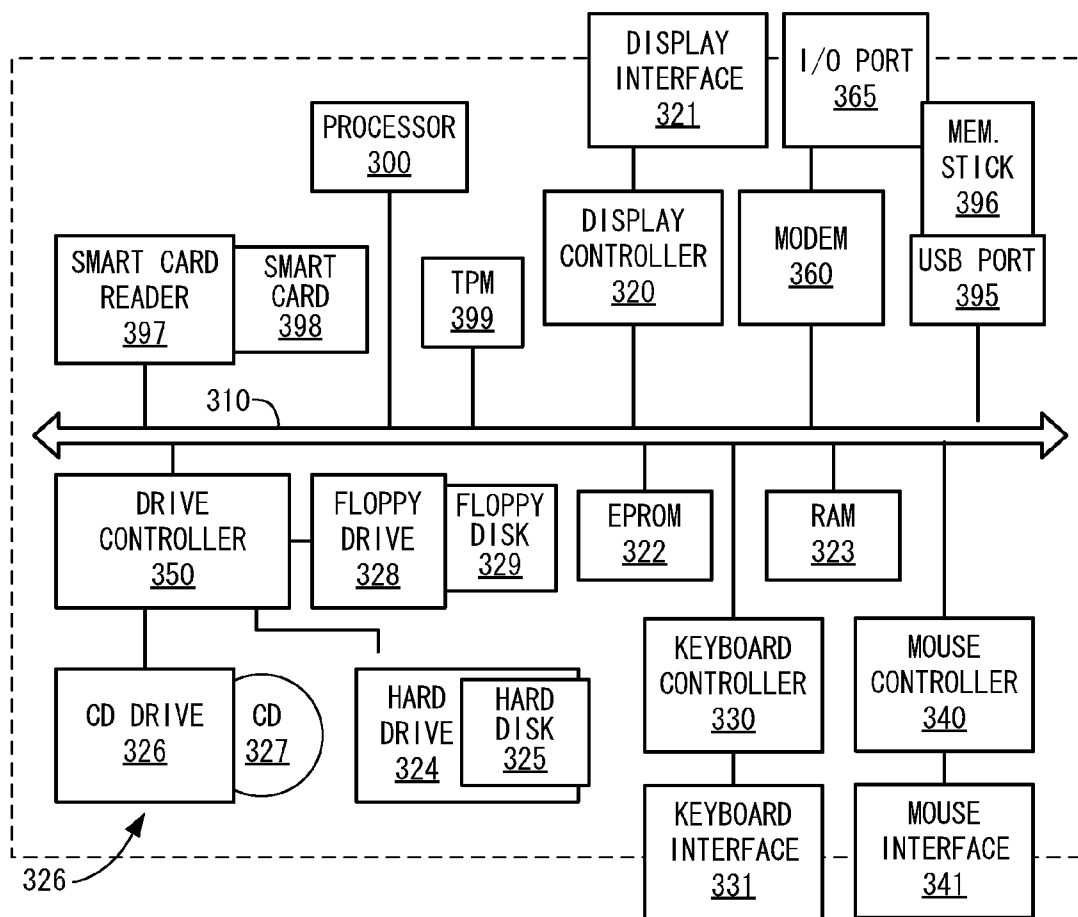 DISPLAY
INTERFACE
321
I/O PORT
365
PROCESSOR
300
MEM.
STICK
396
DISPLAY
CONTROLLER
320
MODEM
360
USB PORT
395
SMART CARD
READER
397
SMART
CARD
398
TPM
399
310
DRIVE
CONTROLLER
350
FLOPPY
DRIVE
328
FLOPPY
DISK
329
EPROM
322
RAM
323
CD DRIVE
326
CD
327
HARD
DRIVE
324
HARD
DISK
325
KEYBOARD
CONTROLLER
330
MOUSE
CONTROLLER
340
KEYBOARD
INTERFACE
331
MOUSE
INTERFACE
341
326